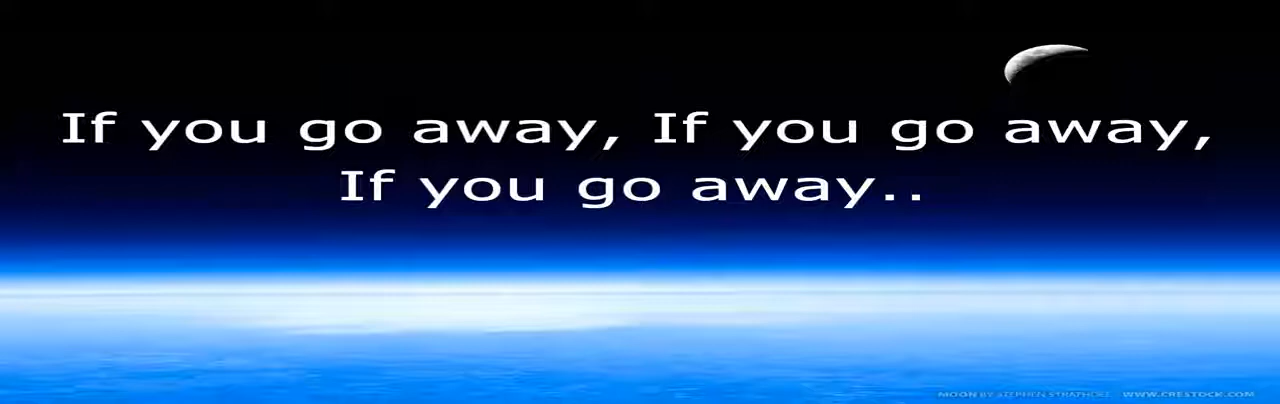 If you go away, If you go away,
If you go away..
MOON BY STEPHEN STRATHDEE WWW.CRESTOCK.COM